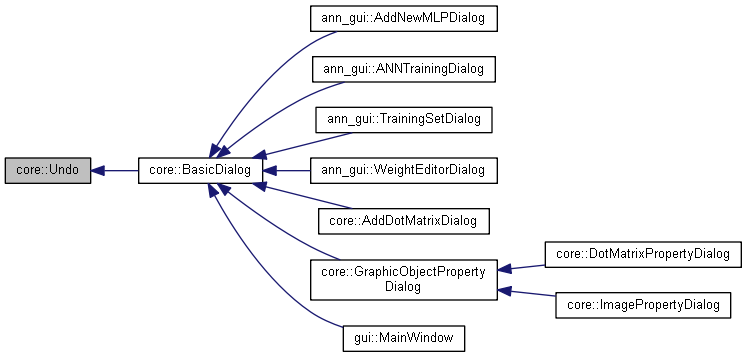 ann_gui::AddNewMLPDialog
ann_gui::ANNTrainingDialog
ann_gui::TrainingSetDialog
core::Undo
core::BasicDialog
ann_gui::WeightEditorDialog
core::AddDotMatrixDialog
core::GraphicObjectProperty
Dialog
core::DotMatrixPropertyDialog
core::ImagePropertyDialog
gui::MainWindow